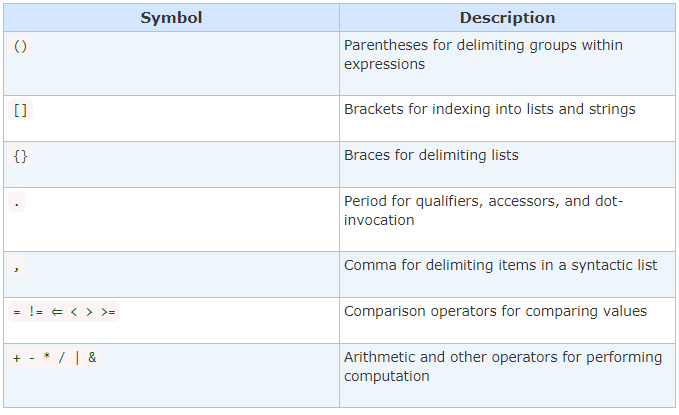 Symbol Description
() Parentheses for delimiting groups within
expressions
[] Brackets for indexing into lists and strings
{} Braces for delimiting lists
. Period for qualifiers, accessors, and dot-
invocation
, Comma for delimiting items in a syntactic list
= != ⇐ < > >= Comparison operators for comparing values
+ - * / | & Arithmetic and other operators for performing
computation